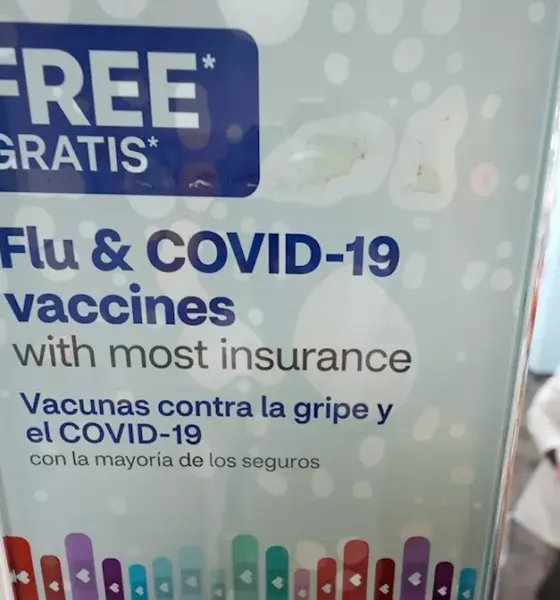 FREE*
GRATIS*
Flu & COVID-19
vaccines
with most insurance
Vacunas contra la gripe y
el COVID-19
con la mayoría de los seguros